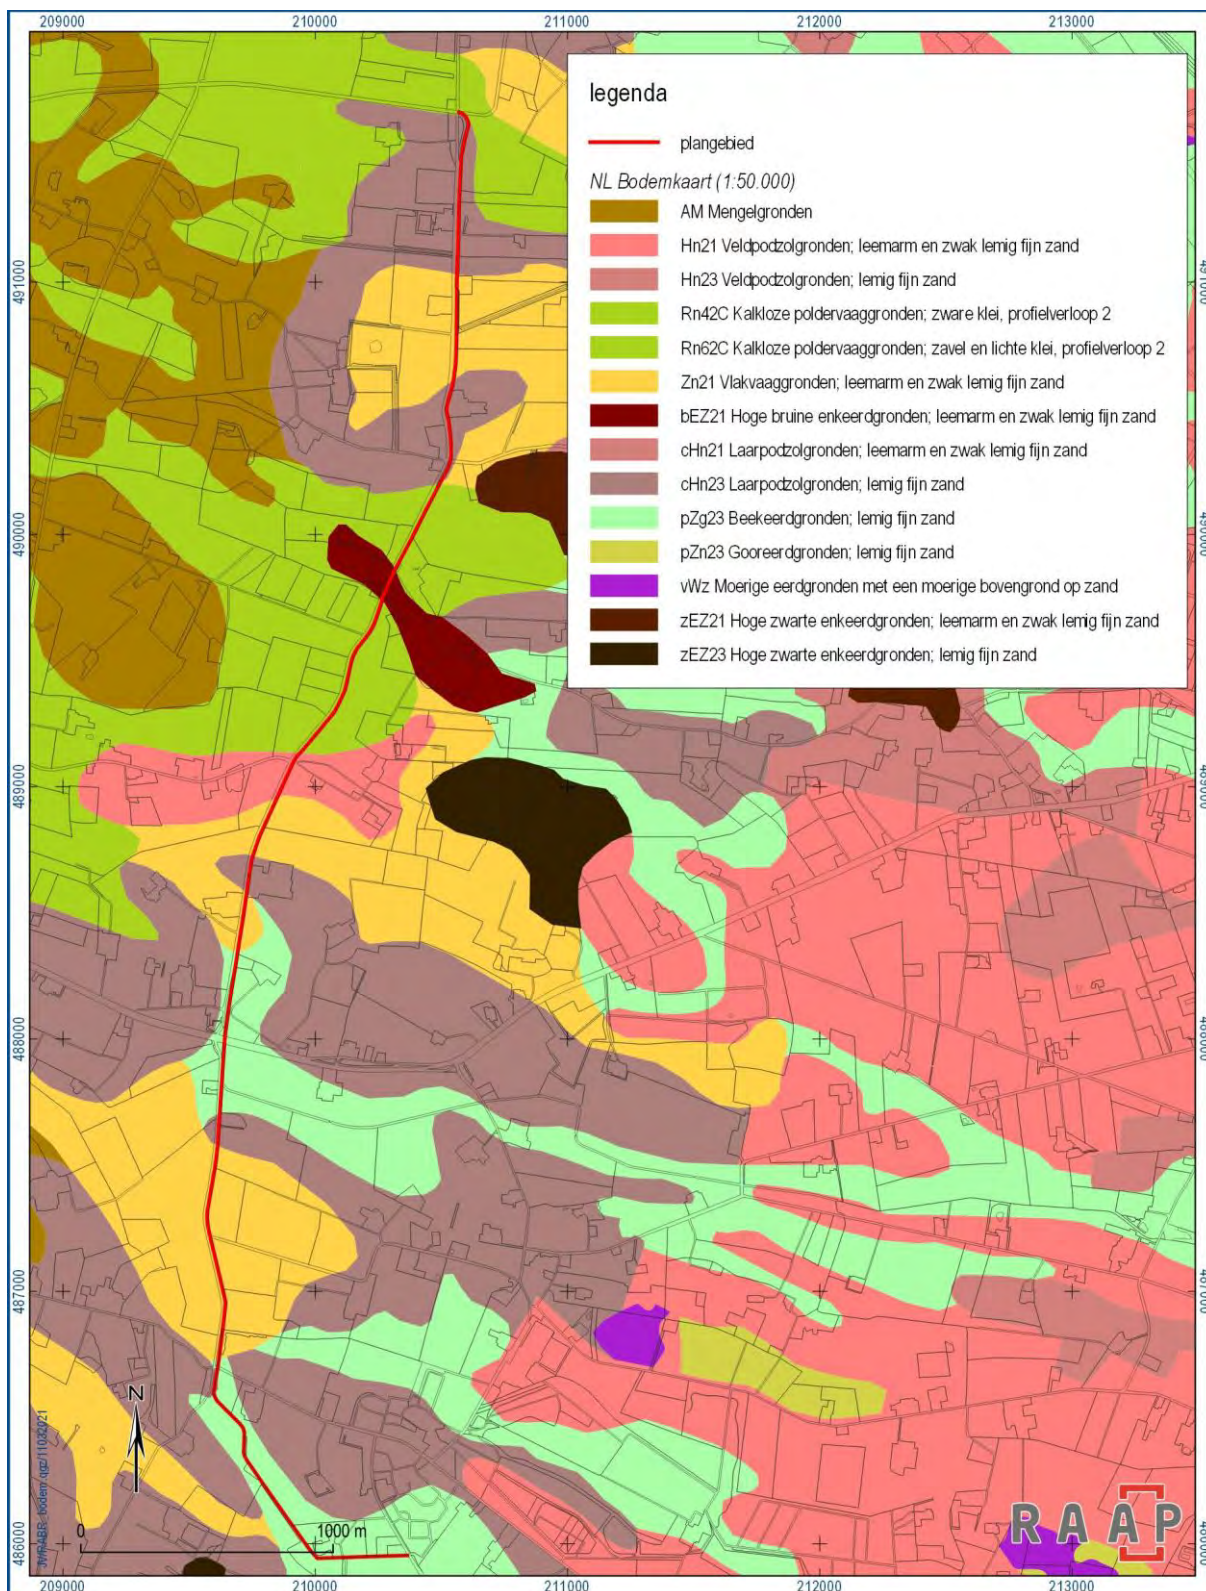 209000 210000 211000 212000 213000
legenda
plangebied
NL Bodemkaart (1:50.000)
AM Mengelgronden
Hn21 Veldpodzolgronden; leemarm en zwak lemig fijn zand
Hn23 Veldpodzolgronden; lemig fijn zand
Rn42C Kalkloze poldervaaggronden; zware klei, profielverloop 2
Rn62C Kalkloze poldervaaggronden; zavel en lichte klei, profielverloop 2
Zn21 Vlakvaaggronden; leemarm en zwak lemig fijn zand
bEZ21 Hoge bruine enkeerdgronden; leemarm en zwak lemig fijn zand
cHn21 Laarpodzolgronden; leemarm en zwak lemig fijn zand
cHn23 Laarpodzolgronden; lemig fijn zand
pZg23 Beekeerdgronden; lemig fijn zand
pZn23 Gooreerdgronden; lemig fijn zand
vWz Moerige eerdgronden met een moerige bovengrond op zand
zEZ21 Hoge zwarte enkeerdgronden; leemarm en zwak lemig fijn zand
zEZ23 Hoge zwarte enkeerdgronden; lemig fijn zand
491000 491000
490000 490000
489000 489000
488000 488000
487000 487000
486000 486000
N
0 1000 m
RAAP
209000 210000 211000 212000 213000